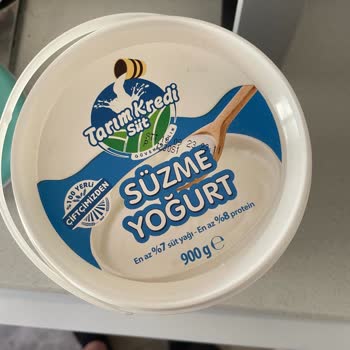 Tarım Kredi
Süt
%100 YERLİ
ÇİFTÇİMİZDEN
SÜZME
YOĞURT
En az %7 süt yağı - En az %8 protein
900 g e